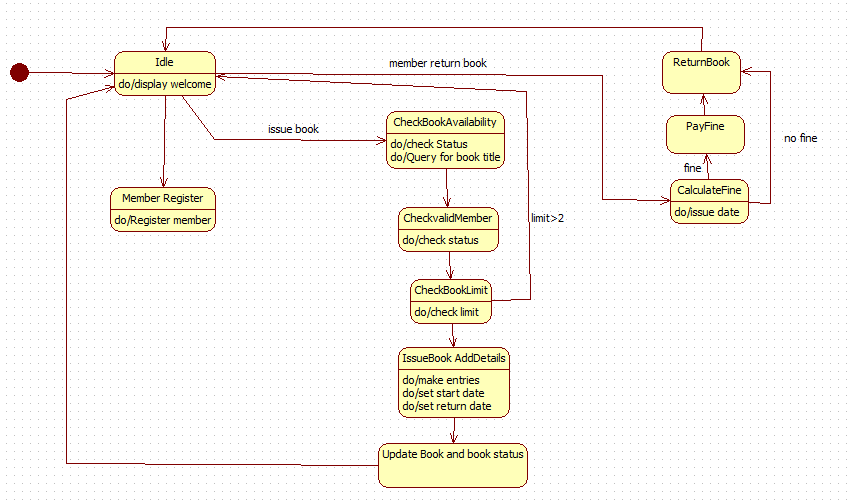 Idle
do/display welcome
member return book
ReturnBook
issue book
CheckBookAvailability
do/check Status
do/Query for book title
PayFine
no fine
fine
Member Register
do/Register member
CheckvalidMember
do/check status
limit>2
CalculateFine
do/issue date
CheckBookLimit
do/check limit
IssueBook AddDetails
do/make entries
do/set start date
do/set return date
Update Book and book status